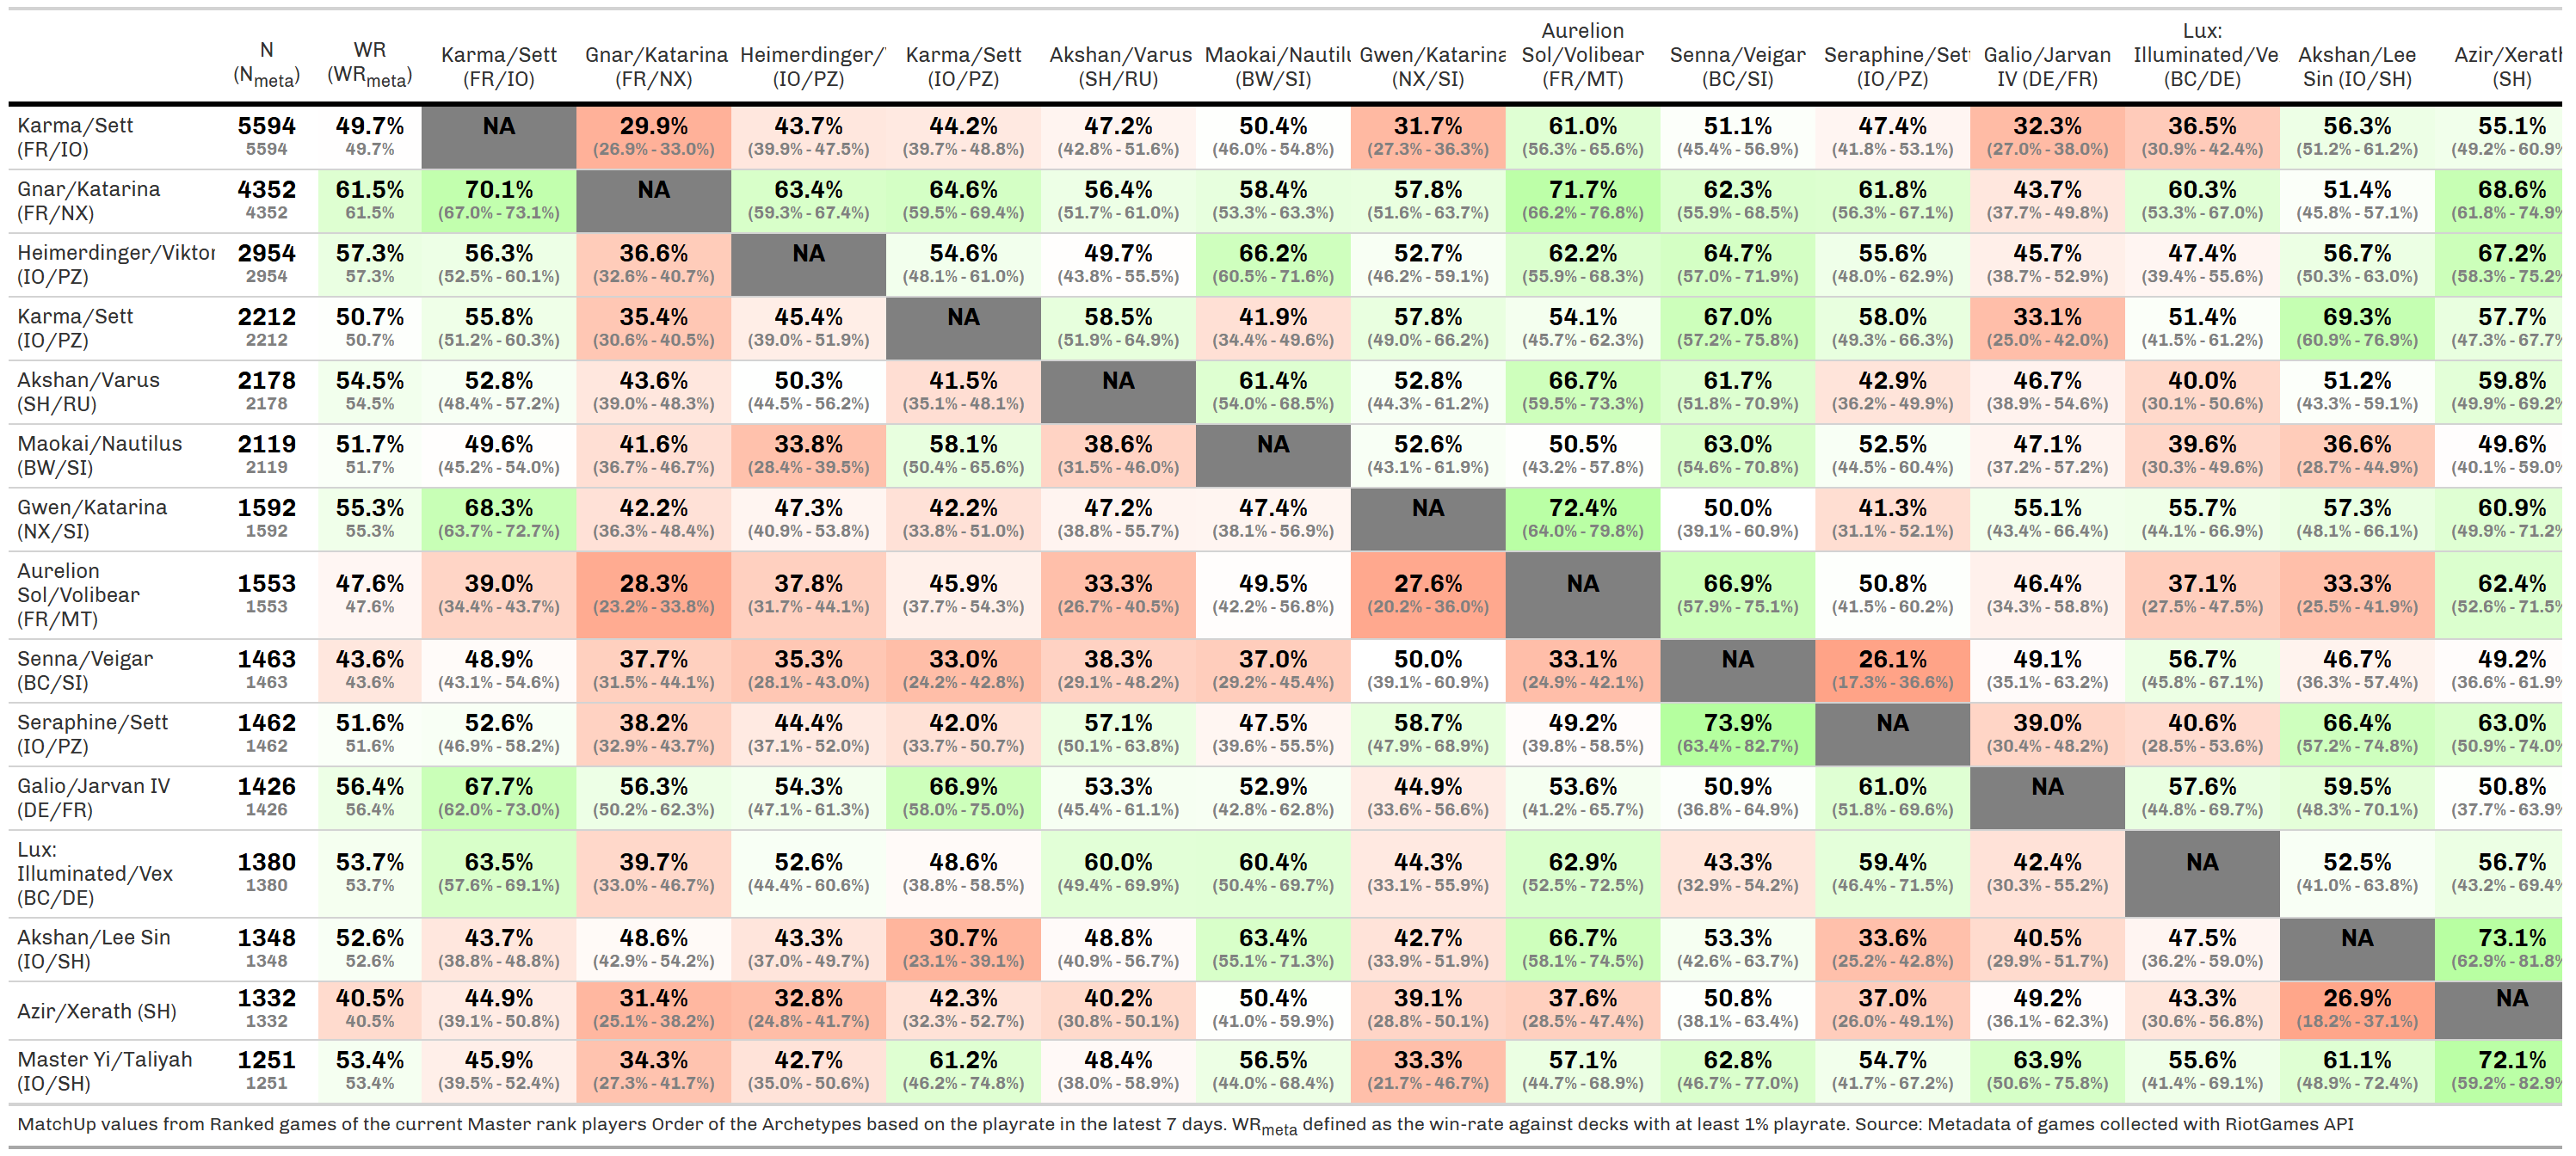 N (Nmeta) WR (WRmeta) Karma/Sett (FR/IO) Gnar/Katarina (FR/NX) Heimerdinger/ (IO/PZ) Karma/Sett (IO/PZ) Akshan/Varus (SH/RU) Maokai/Nautilu (BW/SI) Gwen/Katarina (NX/SI) Aurelion Sol/Volibear (FR/MT) Senna/Veigar (BC/SI) Seraphine/Set (IO/PZ) Galio/Jarvan IV (DE/FR) Lux: Illuminated/Ve (BC/DE) Akshan/Lee Sin (IO/SH) Azir/Xerath (SH)
Karma/Sett 5594 49.7% NA 29.9% 43.7% 44.2% 47.2% 50.4% 31.7% 61.0% 51.1% 47.4% 32.3% 36.5% 56.3% 55.1%
(FR/IO) 5594 49.7% (26.9% - 33.0%) (39.9% - 47.5%) (39.7% - 48.8%) (42.8% - 51.6%) (46.0% - 54.8%) (27.3% - 36.3%) (56.3% - 65.6%) (45.4% - 56.9%) (41.8% - 53.1%) (27.0% - 38.0%) (30.9% - 42.4%) (51.2% - 61.2%) (49.2% - 60.9%
Gnar/Katarina 4352 61.5% 70.1% NA 63.4% 64.6% 56.4% 58.4% 57.8% 71.7% 62.3% 61.8% 43.7% 60.3% 51.4% 68.6%
(FR/NX) 4352 61.5% (67.0% - 73.1%) (59.3% - 67.4%) (59.5% - 69.4%) (51.7% - 61.0%) (53.3% - 63.3%) (51.6% - 63.7%) (66.2% - 76.8%) (55.9% - 68.5%) (56.3% - 67.1%) (37.7% - 49.8%) (53.3% - 67.0%) (45.8% - 57.1%) (61.8% - 74.9%
Heimerdinger/Viktor 2954 57.3% 56.3% 36.6% NA 54.6% 49.7% 66.2% 52.7% 62.2% 64.7% 55.6% 45.7% 47.4% 56.7% 67.2%
(IO/PZ) 2954 57.3% (52.5% - 60.1%) (32.6% - 40.7%) (48.1% - 61.0%) (43.8% - 55.5%) (60.5% - 71.6%) (46.2% - 59.1%) (55.9% - 68.3%) (57.0% - 71.9%) (48.0% - 62.9%) (38.7% - 52.9%) (39.4% - 55.6%) (50.3% - 63.0%) (58.3% - 75.2%
Karma/Sett 2212 50.7% 55.8% 35.4% 45.4% NA 58.5% 41.9% 57.8% 54.1% 67.0% 58.0% 33.1% 51.4% 69.3% 57.7%
(IO/PZ) 2212 50.7% (51.2% - 60.3%) (30.6% - 40.5%) (39.0% - 51.9%) (51.9% - 64.9%) (34.4% - 49.6%) (49.0% - 66.2%) (45.7% - 62.3%) (57.2% - 75.8%) (49.3% - 66.3%) (25.0% - 42.0%) (41.5% - 61.2%) (60.9% - 76.9%) (47.3% - 67.7%
Akshan/Varus 2178 54.5% 52.8% 43.6% 50.3% 41.5% NA 61.4% 52.8% 66.7% 61.7% 42.9% 46.7% 40.0% 51.2% 59.8%
(SH/RU) 2178 54.5% (48.4% - 57.2%) (39.0% - 48.3%) (44.5% - 56.2%) (35.1% - 48.1%) (54.0% - 68.5%) (44.3% - 61.2%) (59.5% - 73.3%) (51.8% - 70.9%) (36.2% - 49.9%) (38.9% - 54.6%) (30.1% - 50.6%) (43.3% - 59.1%) (49.9% - 69.2%
Maokai/Nautilus 2119 51.7% 49.6% 41.6% 33.8% 58.1% 38.6% NA 52.6% 50.5% 63.0% 52.5% 47.1% 39.6% 36.6% 49.6%
(BW/SI) 2119 51.7% (45.2% - 54.0%) (36.7% - 46.7%) (28.4% - 39.5%) (50.4% - 65.6%) (31.5% - 46.0%) (43.1% - 61.9%) (43.2% - 57.8%) (54.6% - 70.8%) (44.5% - 60.4%) (37.2% - 57.2%) (30.3% - 49.6%) (28.7% - 44.9%) (40.1% - 59.0%
Gwen/Katarina 1592 55.3% 68.3% 42.2% 47.3% 42.2% 47.2% 47.4% NA 72.4% 50.0% 41.3% 55.1% 55.7% 57.3% 60.9%
(NX/SI) 1592 55.3% (63.7% - 72.7%) (36.3% - 48.4%) (40.9% - 53.8%) (33.8% - 51.0%) (38.8% - 55.7%) (38.1% - 56.9%) (64.0% - 79.8%) (39.1% - 60.9%) (31.1% - 52.1%) (43.4% - 66.4%) (44.1% - 66.9%) (48.1% - 66.1%) (49.9% - 71.2%
Aurelion
Sol/Volibear 1553 47.6% 39.0% 28.3% 37.8% 45.9% 33.3% 49.5% 27.6% NA 66.9% 50.8% 46.4% 37.1% 33.3% 62.4%
(FR/MT) 1553 47.6% (34.4% - 43.7%) (23.2% - 33.8%) (31.7% - 44.1%) (37.7% - 54.3%) (26.7% - 40.5%) (42.2% - 56.8%) (20.2% - 36.0%) (57.9% - 75.1%) (41.5% - 60.2%) (34.3% - 58.8%) (27.5% - 47.5%) (25.5% - 41.9%) (52.6% - 71.5%
Senna/Veigar 1463 43.6% 48.9% 37.7% 35.3% 33.0% 38.3% 37.0% 50.0% 33.1% NA 26.1% 49.1% 56.7% 46.7% 49.2%
(BC/SI) 1463 43.6% (43.1% - 54.6%) (31.5% - 44.1%) (28.1% - 43.0%) (24.2% - 42.8%) (29.1% - 48.2%) (29.2% - 45.4%) (39.1% - 60.9%) (24.9% - 42.1%) (17.3% - 36.6%) (35.1% - 63.2%) (45.8% - 67.1%) (36.3% - 57.4%) (36.6% - 61.9%
Seraphine/Sett 1462 51.6% 52.6% 38.2% 44.4% 42.0% 57.1% 47.5% 58.7% 49.2% 73.9% NA 39.0% 40.6% 66.4% 63.0%
(IO/PZ) 1462 51.6% (46.9% - 58.2%) (32.9% - 43.7%) (37.1% - 52.0%) (33.7% - 50.7%) (50.1% - 63.8%) (39.6% - 55.5%) (47.9% - 68.9%) (39.8% - 58.5%) (63.4% - 82.7%) (30.4% - 48.2%) (28.5% - 53.6%) (57.2% - 74.8%) (50.9% - 74.0%
Galio/Jarvan IV 1426 56.4% 67.7% 56.3% 54.3% 66.9% 53.3% 52.9% 44.9% 53.6% 50.9% 61.0% NA 57.6% 59.5% 50.8%
(DE/FR) 1426 56.4% (62.0% - 73.0%) (50.2% - 62.3%) (47.1% - 61.3%) (58.0% - 75.0%) (45.4% - 61.1%) (42.8% - 62.8%) (33.6% - 56.6%) (41.2% - 65.7%) (36.8% - 64.9%) (51.8% - 69.6%) (44.8% - 69.7%) (48.3% - 70.1%) (37.7% - 63.9%
Lux:
Illuminated/Vex 1380 53.7% 63.5% 39.7% 52.6% 48.6% 60.0% 60.4% 44.3% 62.9% 43.3% 59.4% 42.4% NA 52.5% 56.7%
(BC/DE) 1380 53.7% (57.6% - 69.1%) (33.0% - 46.7%) (44.4% - 60.6%) (38.8% - 58.5%) (49.4% - 69.9%) (50.4% - 69.7%) (33.1% - 55.9%) (52.5% - 72.5%) (32.9% - 54.2%) (46.4% - 71.5%) (30.3% - 55.2%) (41.0% - 63.8%) (43.2% - 69.4%
Akshan/Lee Sin 1348 52.6% 43.7% 48.6% 43.3% 30.7% 48.8% 63.4% 42.7% 66.7% 53.3% 33.6% 40.5% 47.5% NA 73.1%
(IO/SH) 1348 52.6% (38.8% - 48.8%) (42.9% - 54.2%) (37.0% - 49.7%) (23.1% - 39.1%) (40.9% - 56.7%) (55.1% - 71.3%) (33.9% - 51.9%) (58.1% - 74.5%) (42.6% - 63.7%) (25.2% - 42.8%) (29.9% - 51.7%) (36.2% - 59.0%) (62.9% - 81.8%
Azir/Xerath (SH) 1332 40.5% 44.9% 31.4% 32.8% 42.3% 40.2% 50.4% 39.1% 37.6% 50.8% 37.0% 49.2% 43.3% 26.9% NA
1332 40.5% (39.1% - 50.8%) (25.1% - 38.2%) (24.8% - 41.7%) (32.3% - 52.7%) (30.8% - 50.1%) (41.0% - 59.9%) (28.8% - 50.1%) (28.5% - 47.4%) (38.1% - 63.4%) (26.0% - 49.1%) (36.1% - 62.3%) (30.6% - 56.8%) (18.2% - 37.1%)
Master Yi/Taliyah 1251 53.4% 45.9% 34.3% 42.7% 61.2% 48.4% 56.5% 33.3% 57.1% 62.8% 54.7% 63.9% 55.6% 61.1% 72.1%
(IO/SH) 1251 53.4% (39.5% - 52.4%) (27.3% - 41.7%) (35.0% - 50.6%) (46.2% - 74.8%) (38.0% - 58.9%) (44.0% - 68.4%) (21.7% - 46.7%) (44.7% - 68.9%) (46.7% - 77.0%) (41.7% - 67.2%) (50.6% - 75.8%) (41.4% - 69.1%) (48.9% - 72.4%) (59.2% - 82.9%
MatchUp values from Ranked games of the current Master rank players Order of the Archetypes based on the playrate in the latest 7 days. WRmeta defined as the win-rate against decks with at least 1% playrate. Source: Metadata of games collected with RiotGames API